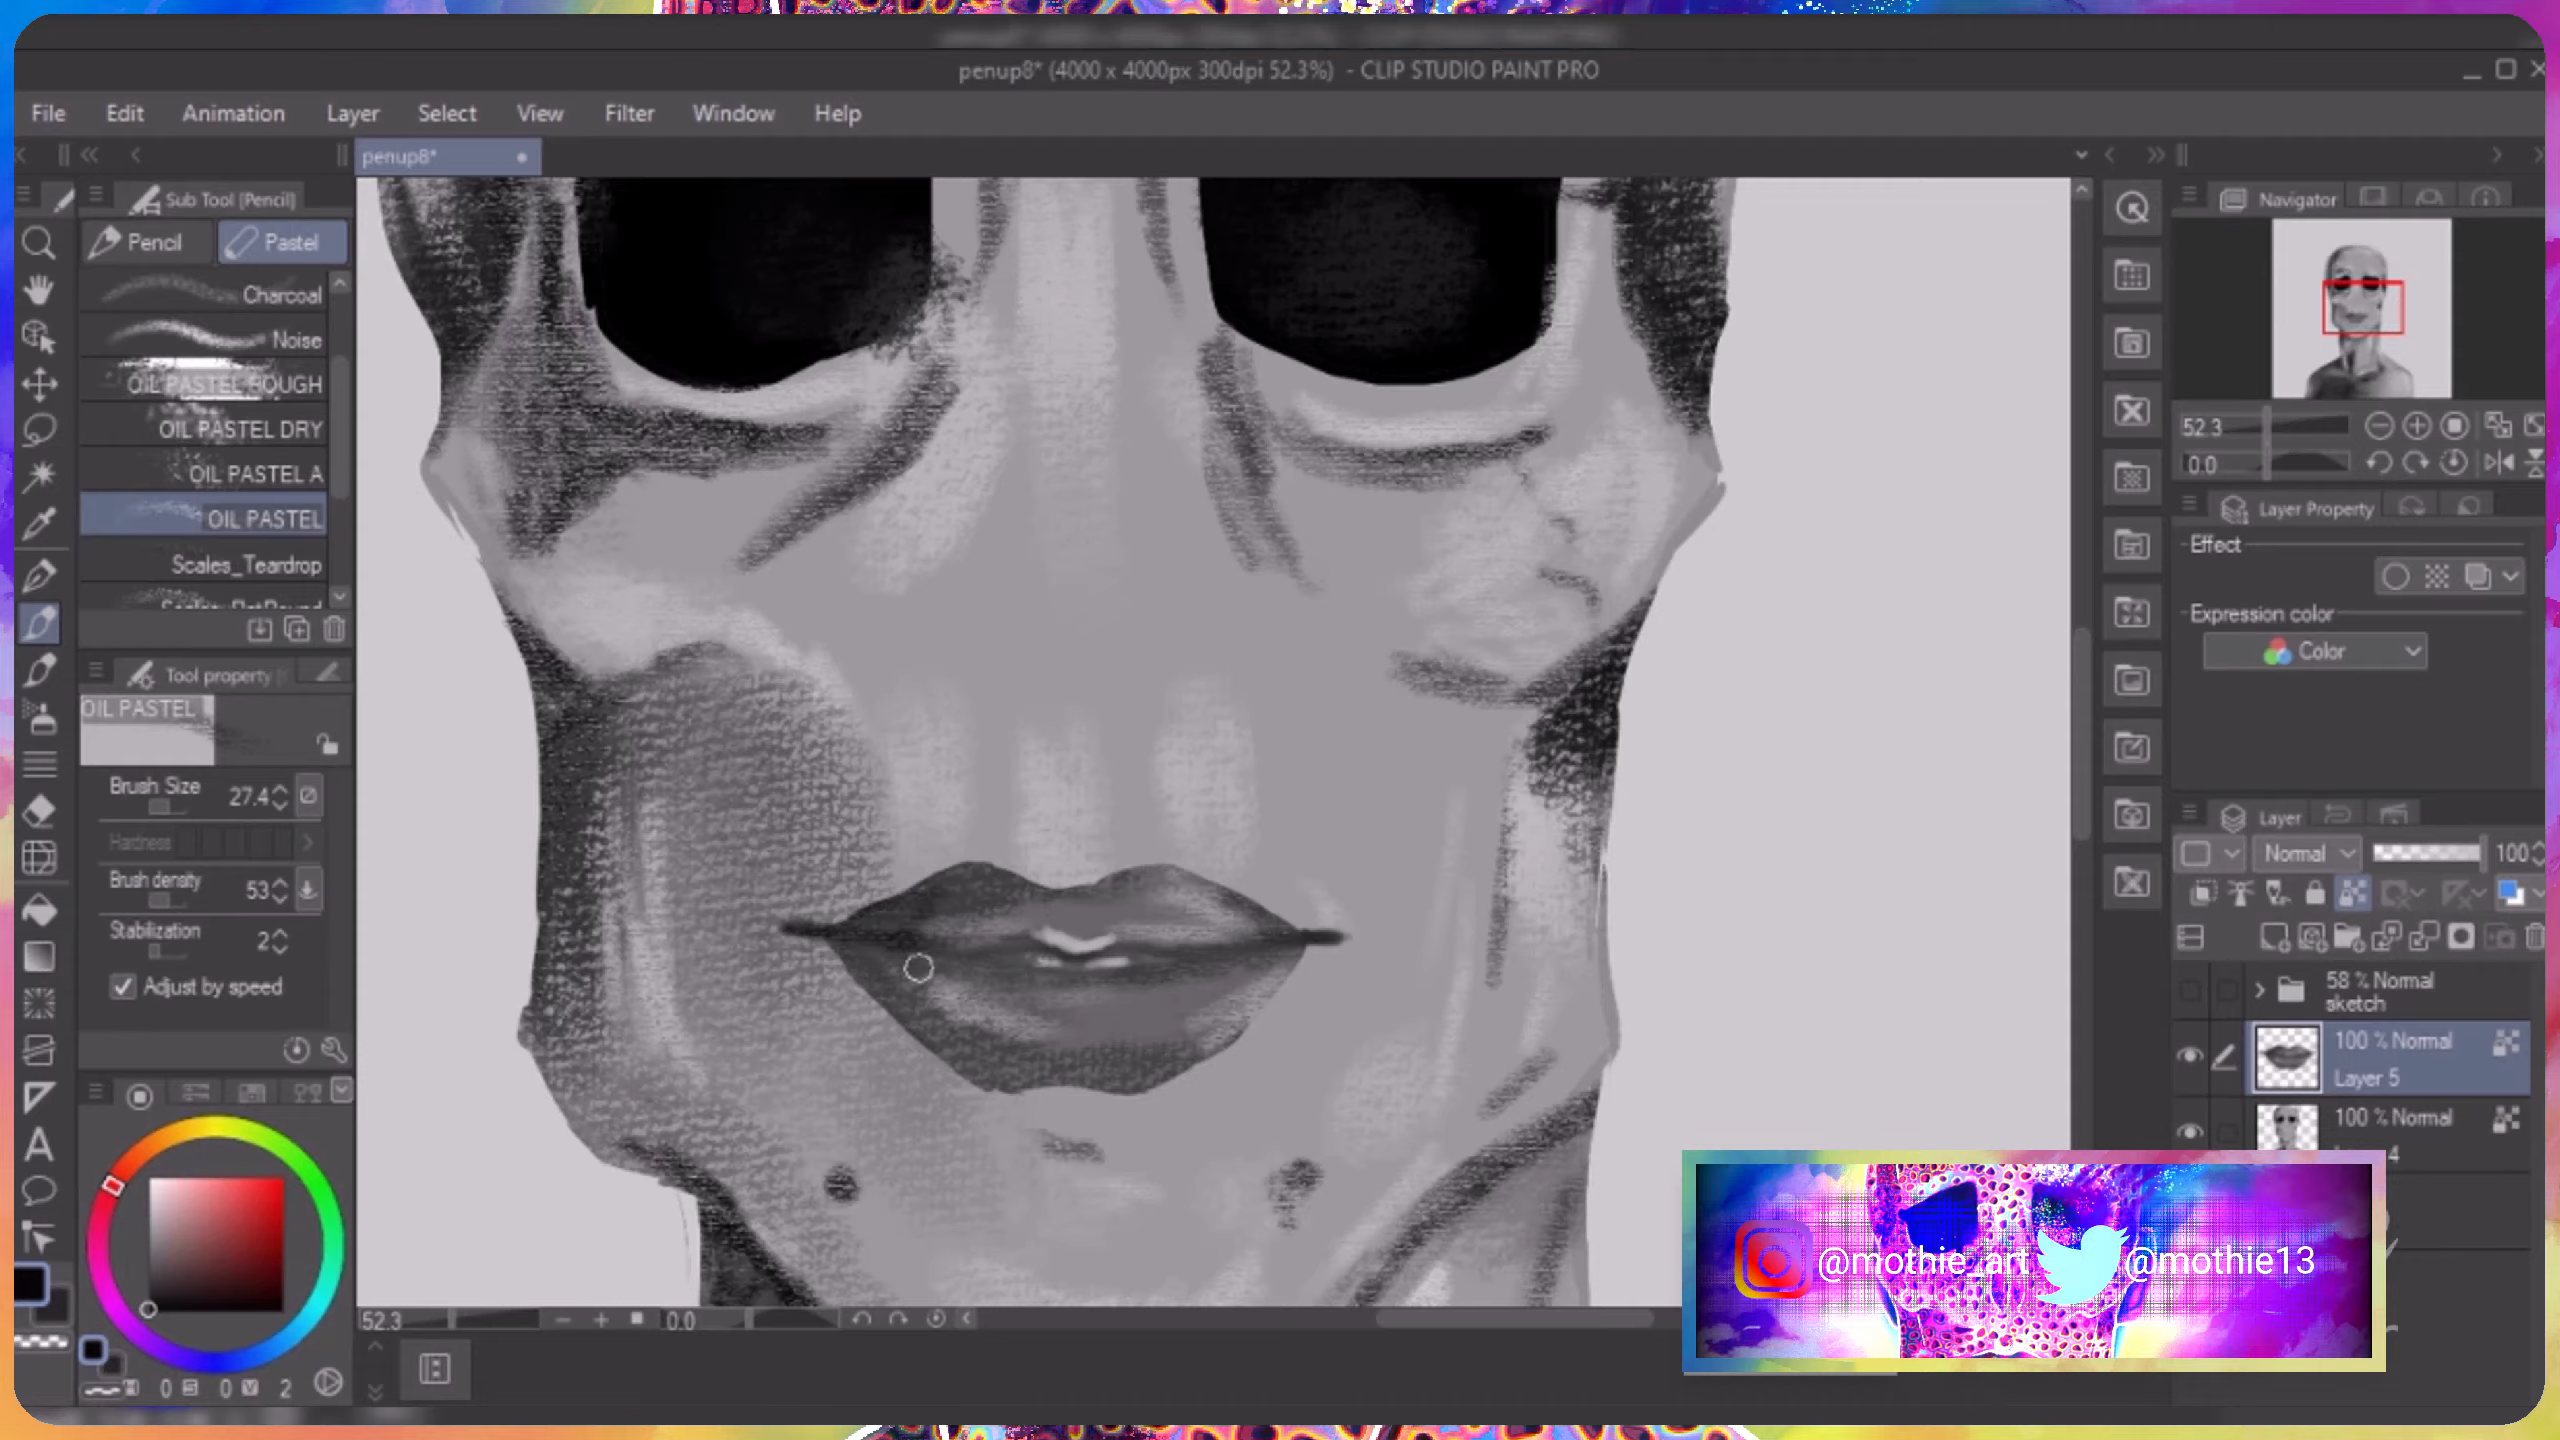 penup8* (4000 x 4000px 300dpi 52.3%) - CLIP STUDIO PAINT PRO
File Edit Animation Layer Select View Filter Window Help
penup8*
Sub Tool [Pencil]
Pencil Pastel
Charcoal
Noise
OIL PASTEL ROUGH
OIL PASTEL DRY
OIL PASTEL A
OIL PASTEL
Scales_Teardrop
Tool property
OIL PASTEL
Brush Size 27.4
Hardness
Brush density 53
Stabilization 2
Adjust by speed
H 0 S 0 V 2
52.3 0.0
Navigator
52.3
0.0
Layer Property
Effect
Expression color
Color
Layer
Normal 100
58 % Normal
sketch
100 % Normal
Layer 5
100 % Normal
4
@mothie_art @mothie13